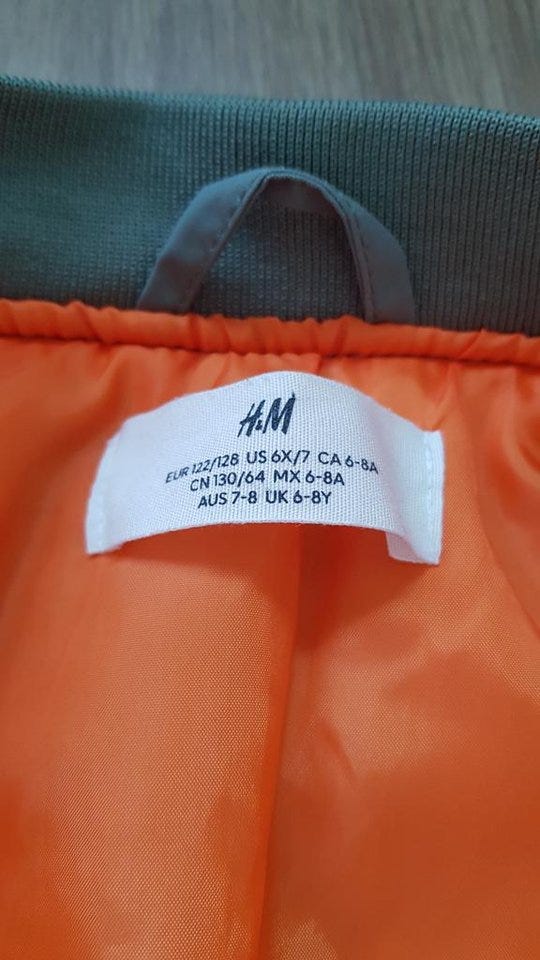 H&M
EUR 122/128 US 6X/7 CA 6-8A
CN 130/64 MX 6-8A
AUS 7-8 UK 6-8Y